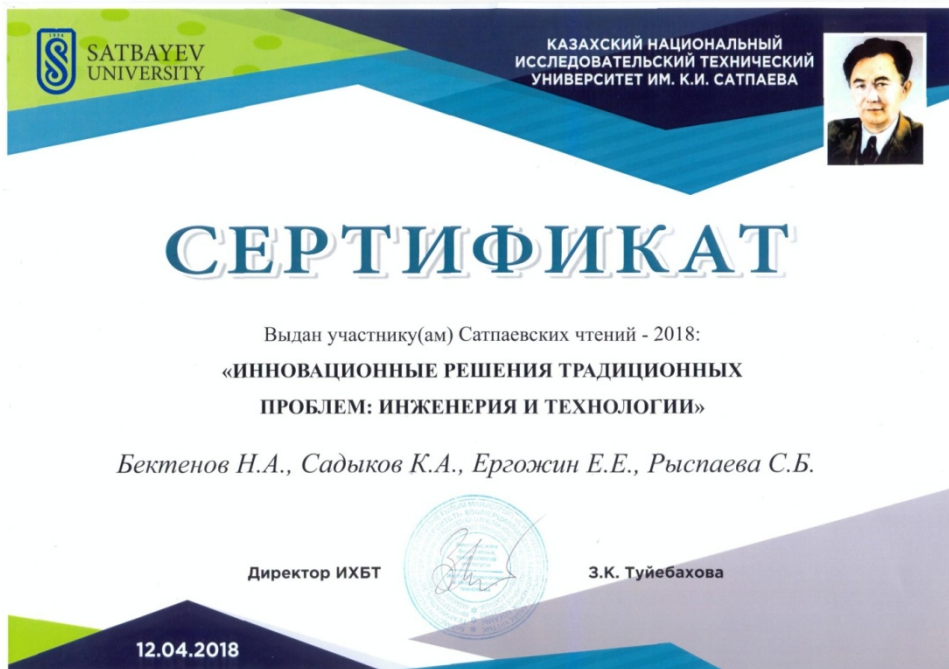 1934
SATBAYEV
UNIVERSITY
КАЗАХСКИЙ НАЦИОНАЛЬНЫЙ
ИССЛЕДОВАТЕЛЬСКИЙ ТЕХНИЧЕСКИЙ
УНИВЕРСИТЕТ ИМ. К.И. САТПАЕВА
СЕРТИФИКАТ
Выдан участнику(ам) Сатпаевских чтений - 2018:
«ИННОВАЦИОННЫЕ РЕШЕНИЯ ТРАДИЦИОННЫХ
ПРОБЛЕМ: ИНЖЕНЕРИЯ И ТЕХНОЛОГИИ»
Бектенов Н.А., Садыков К.А., Ергожин Е.Е., Рыспаева С.Б.
Директор ИХБТ
З.К. Туйебахова
12.04.2018